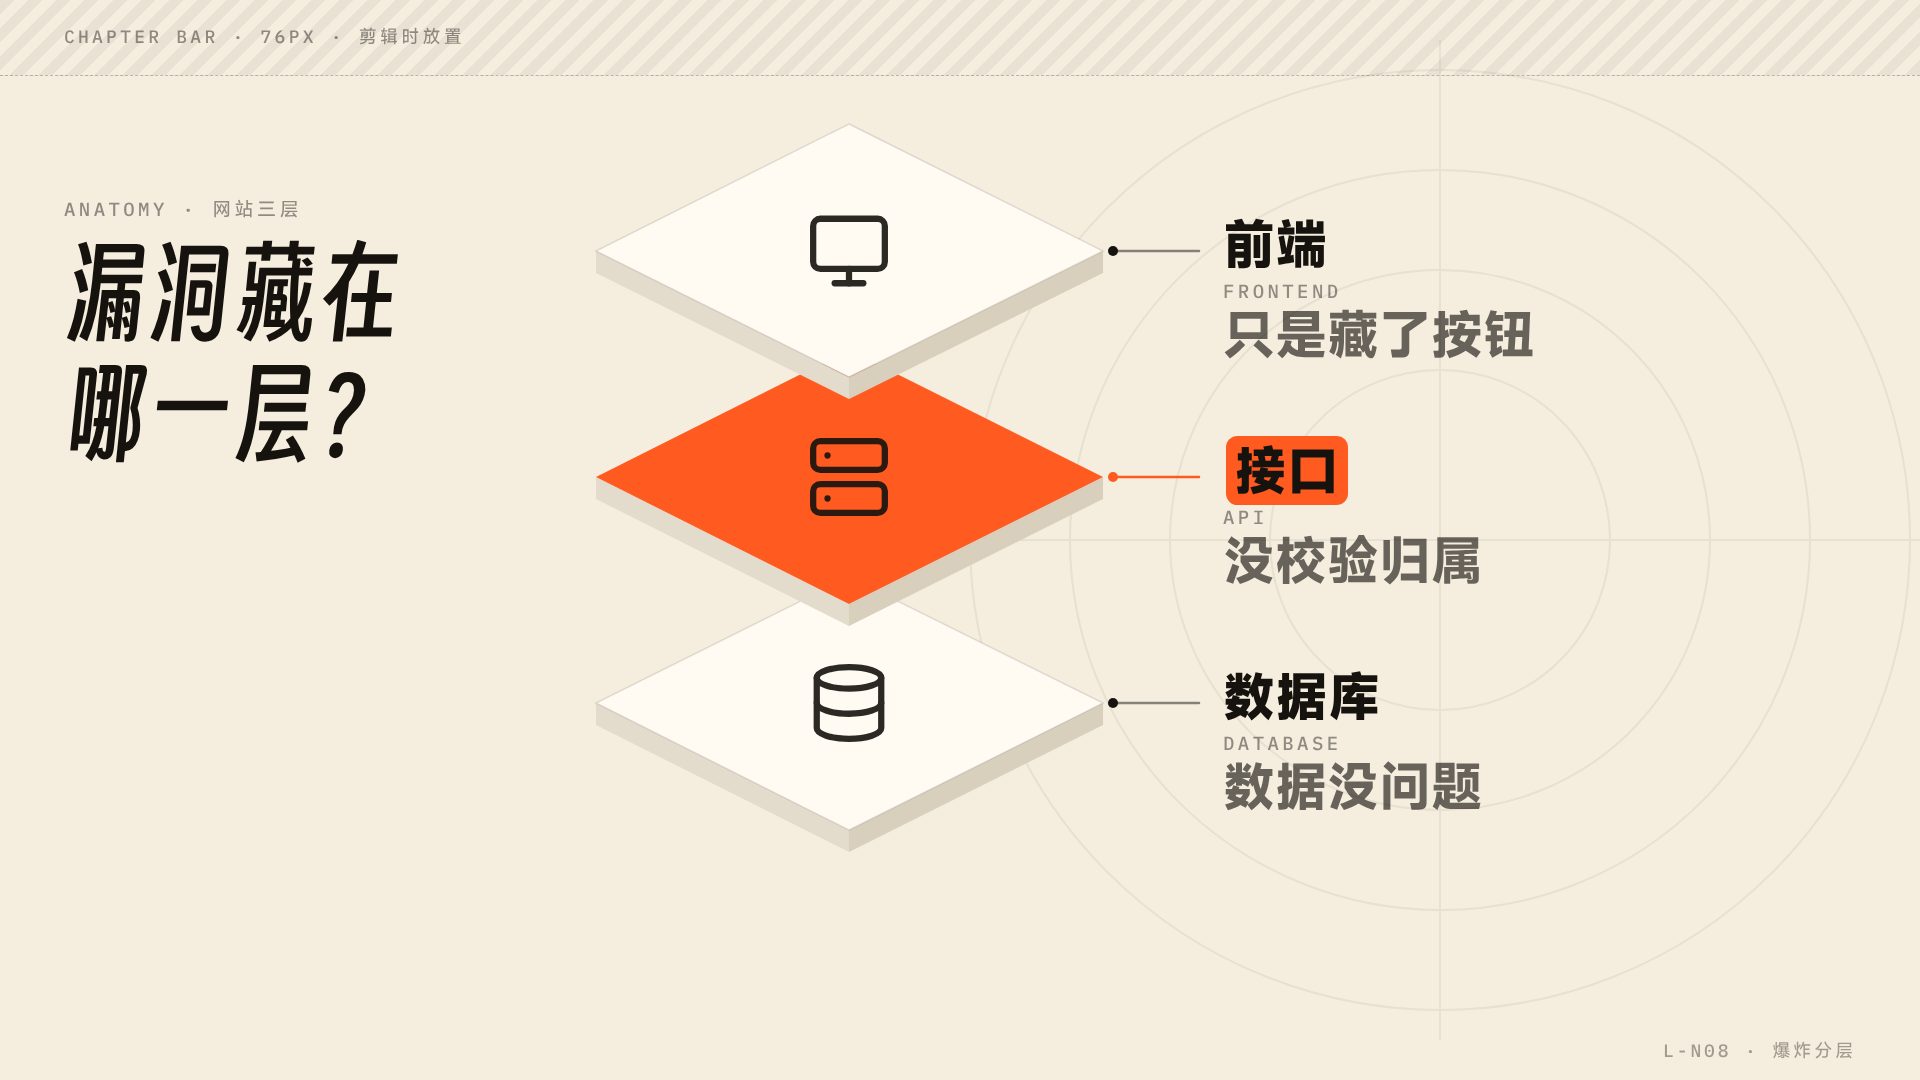 CHAPTER BAR · 76PX · 剪辑时放置
ANATOMY · 网站三层
漏洞藏在
哪一层？
前端
FRONTEND
只是藏了按钮
接口
API
没校验归属
数据库
DATABASE
数据没问题
L-N08 · 爆炸分层